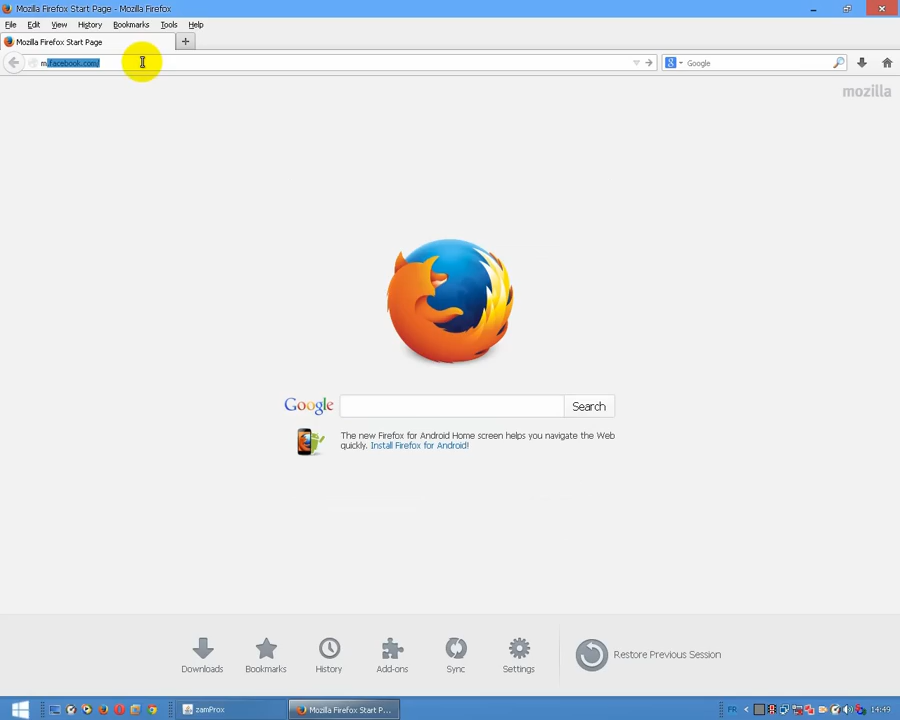 Mozilla Firefox Start Page - Mozilla Firefox
File Edit View History Bookmarks Tools Help
Mozilla Firefox Start Page
m.facebook.com/
Google
mozilla
Google
Search
The new Firefox for Android Home screen helps you navigate the Web
quickly. Install Firefox for Android!
Downloads Bookmarks History Add-ons Sync Settings Restore Previous Session
zamProx Mozilla Firefox Start P... FR 14:49